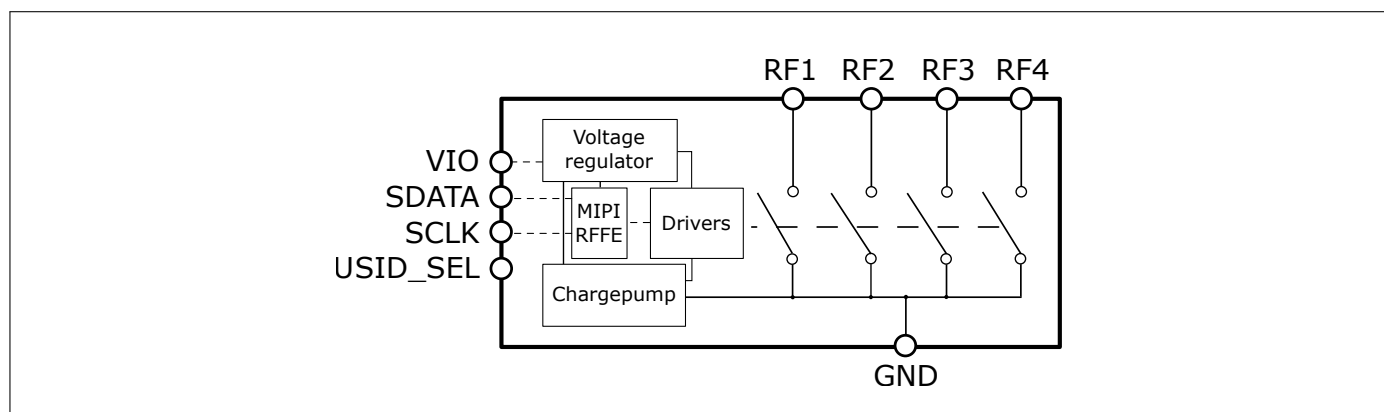 RF1 RF2 RF3 RF4
Voltage
regulator
VIO
SDATA
MIPI
RFFE
Drivers
SCLK
USID_SEL
Chargepump
GND